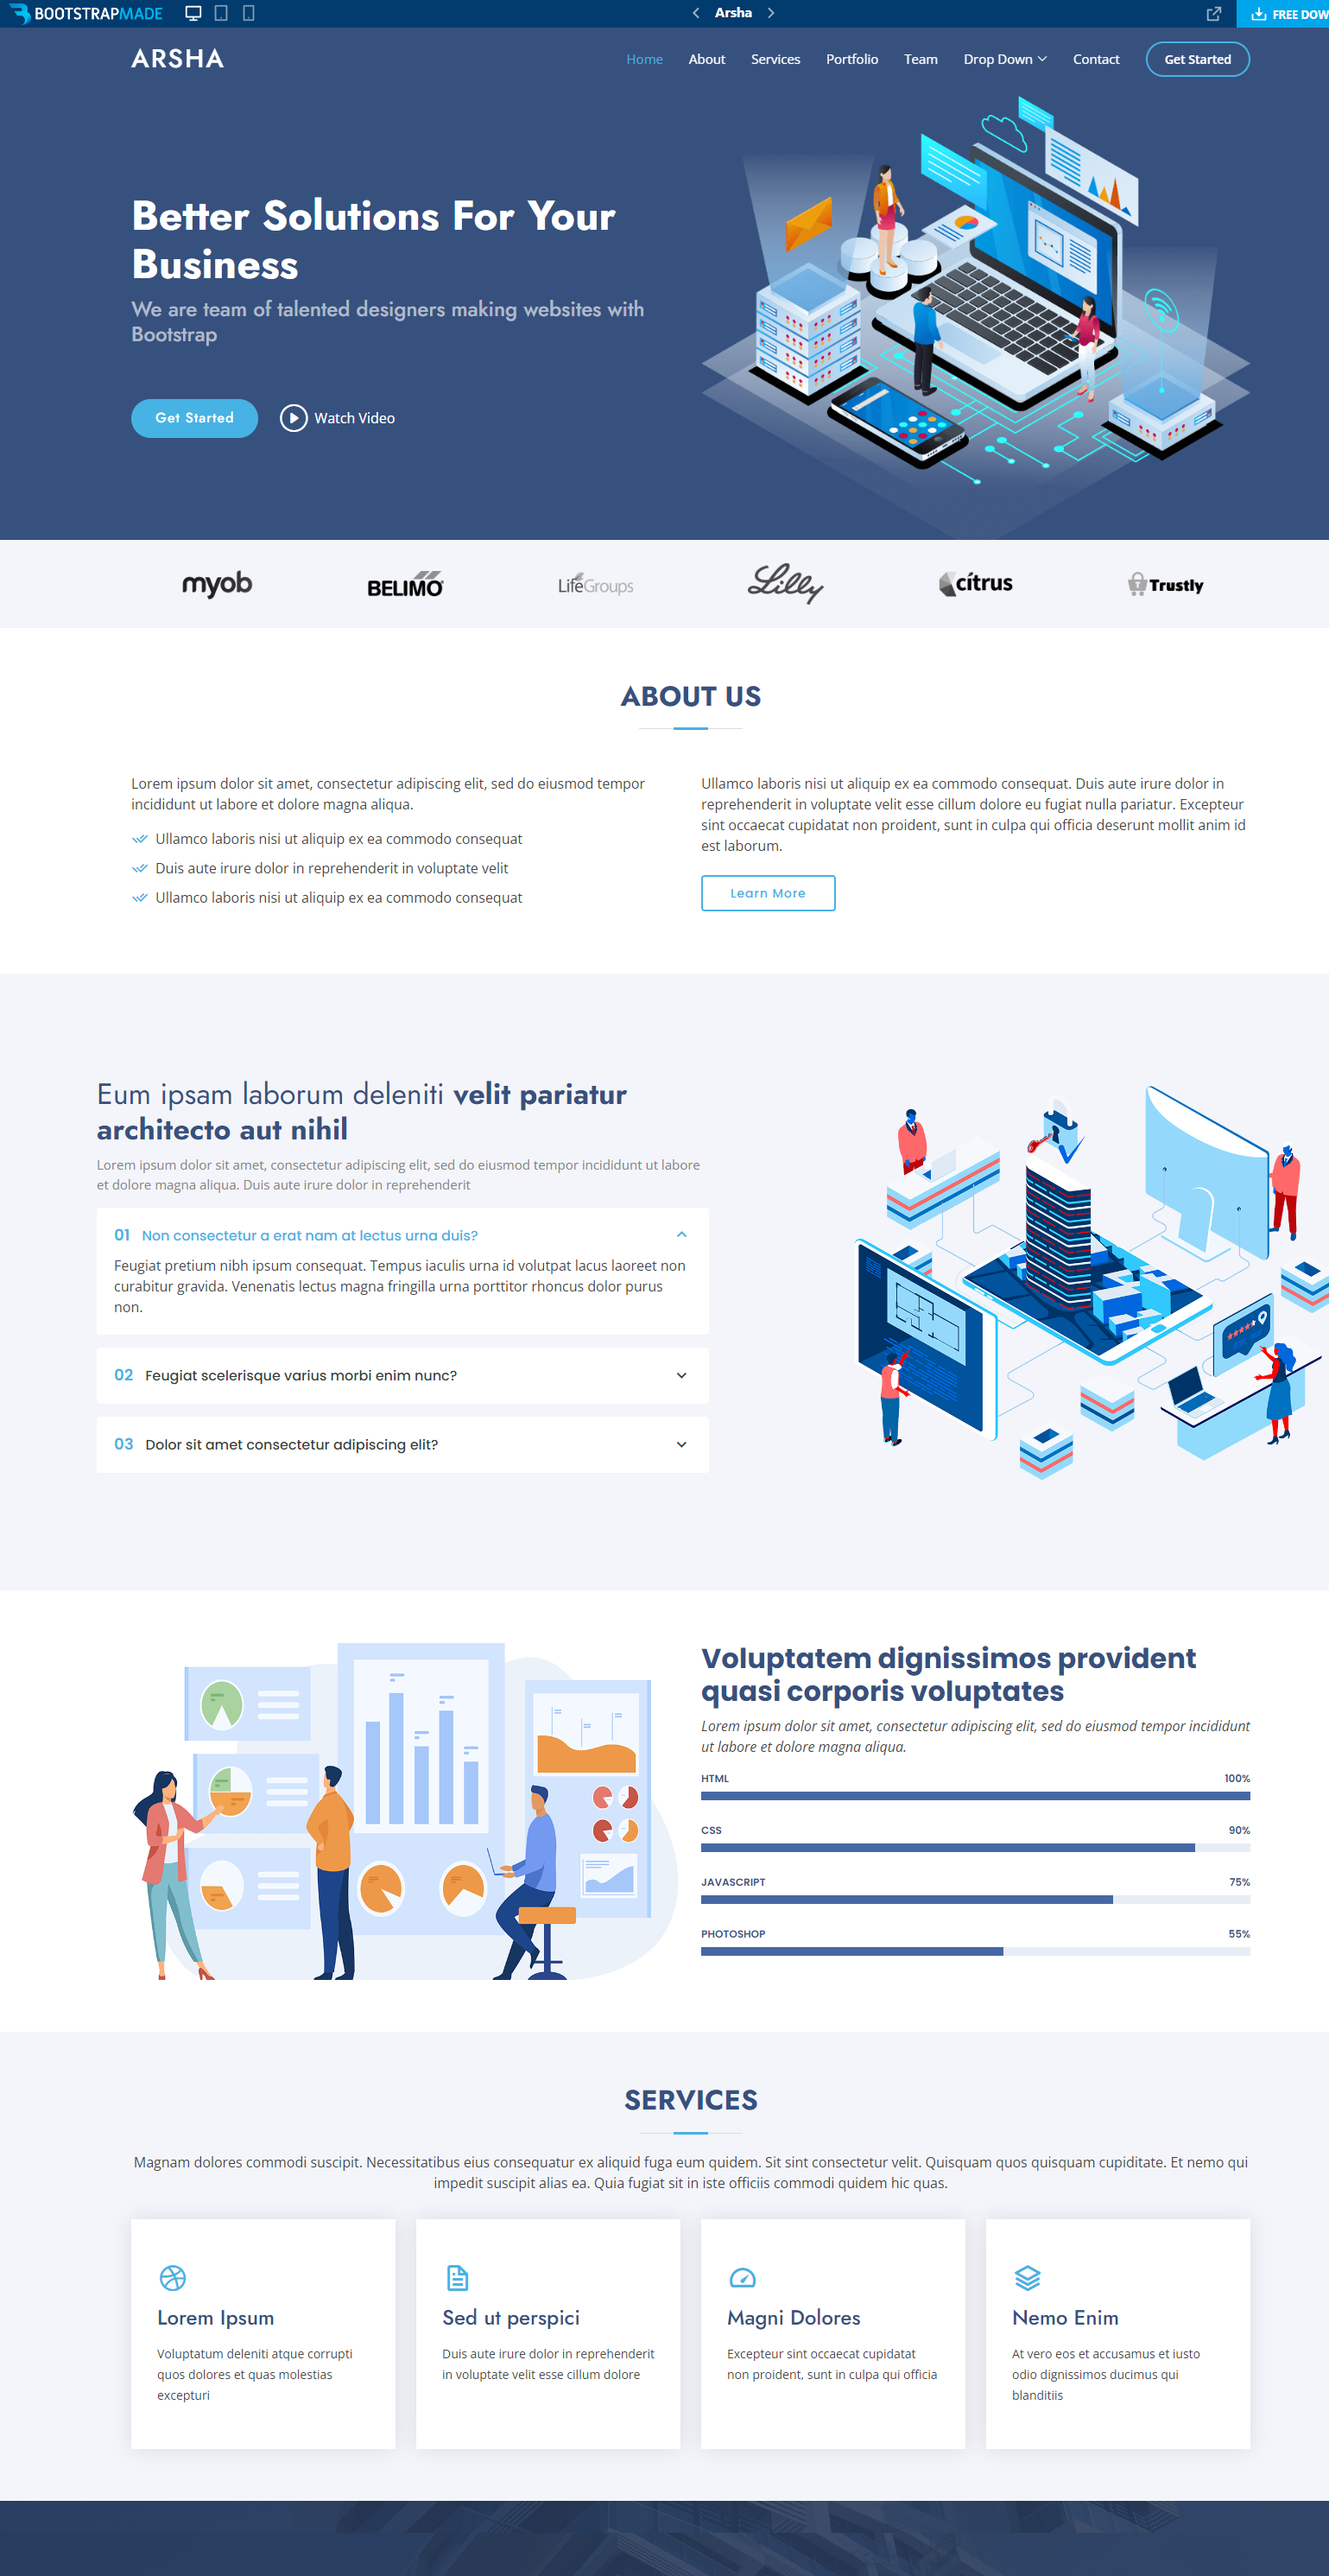 BOOTSTRAPMADE
Arsha
FREE DOW
ARSHA
Home About Services Portfolio Team Drop Down Contact Get Started
Better Solutions For Your
Business
We are team of talented designers making websites with
Bootstrap
Get Started Watch Video
myob BELIMO LifeGroups Lilly cítrus Trustly
ABOUT US
Lorem ipsum dolor sit amet, consectetur adipiscing elit, sed do eiusmod tempor
incididunt ut labore et dolore magna aliqua.
Ullamco laboris nisi ut aliquip ex ea commodo consequat
Duis aute irure dolor in reprehenderit in voluptate velit
Ullamco laboris nisi ut aliquip ex ea commodo consequat
Ullamco laboris nisi ut aliquip ex ea commodo consequat. Duis aute irure dolor in
reprehenderit in voluptate velit esse cillum dolore eu fugiat nulla pariatur. Excepteur
sint occaecat cupidatat non proident, sunt in culpa qui officia deserunt mollit anim id
est laborum.
Learn More
Eum ipsam laborum deleniti velit pariatur
architecto aut nihil
Lorem ipsum dolor sit amet, consectetur adipiscing elit, sed do eiusmod tempor incididunt ut labore
et dolore magna aliqua. Duis aute irure dolor in reprehenderit
01 Non consectetur a erat nam at lectus urna duis?
Feugiat pretium nibh ipsum consequat. Tempus iaculis urna id volutpat lacus laoreet non
curabitur gravida. Venenatis lectus magna fringilla urna porttitor rhoncus dolor purus
non.
02 Feugiat scelerisque varius morbi enim nunc?
03 Dolor sit amet consectetur adipiscing elit?
Voluptatem dignissimos provident
quasi corporis voluptates
Lorem ipsum dolor sit amet, consectetur adipiscing elit, sed do eiusmod tempor incididunt
ut labore et dolore magna aliqua.
HTML 100%
CSS 90%
JAVASCRIPT 75%
PHOTOSHOP 55%
SERVICES
Magnam dolores commodi suscipit. Necessitatibus eius consequatur ex aliquid fuga eum quidem. Sit sint consectetur velit. Quisquam quos quisquam cupiditate. Et nemo qui
impedit suscipit alias ea. Quia fugiat sit in iste officiis commodi quidem hic quas.
Lorem Ipsum
Voluptatum deleniti atque corrupti
quos dolores et quas molestias
excepturi
Sed ut perspici
Duis aute irure dolor in reprehenderit
in voluptate velit esse cillum dolore
Magni Dolores
Excepteur sint occaecat cupidatat
non proident, sunt in culpa qui officia
Nemo Enim
At vero eos et accusamus et iusto
odio dignissimos ducimus qui
blanditiis